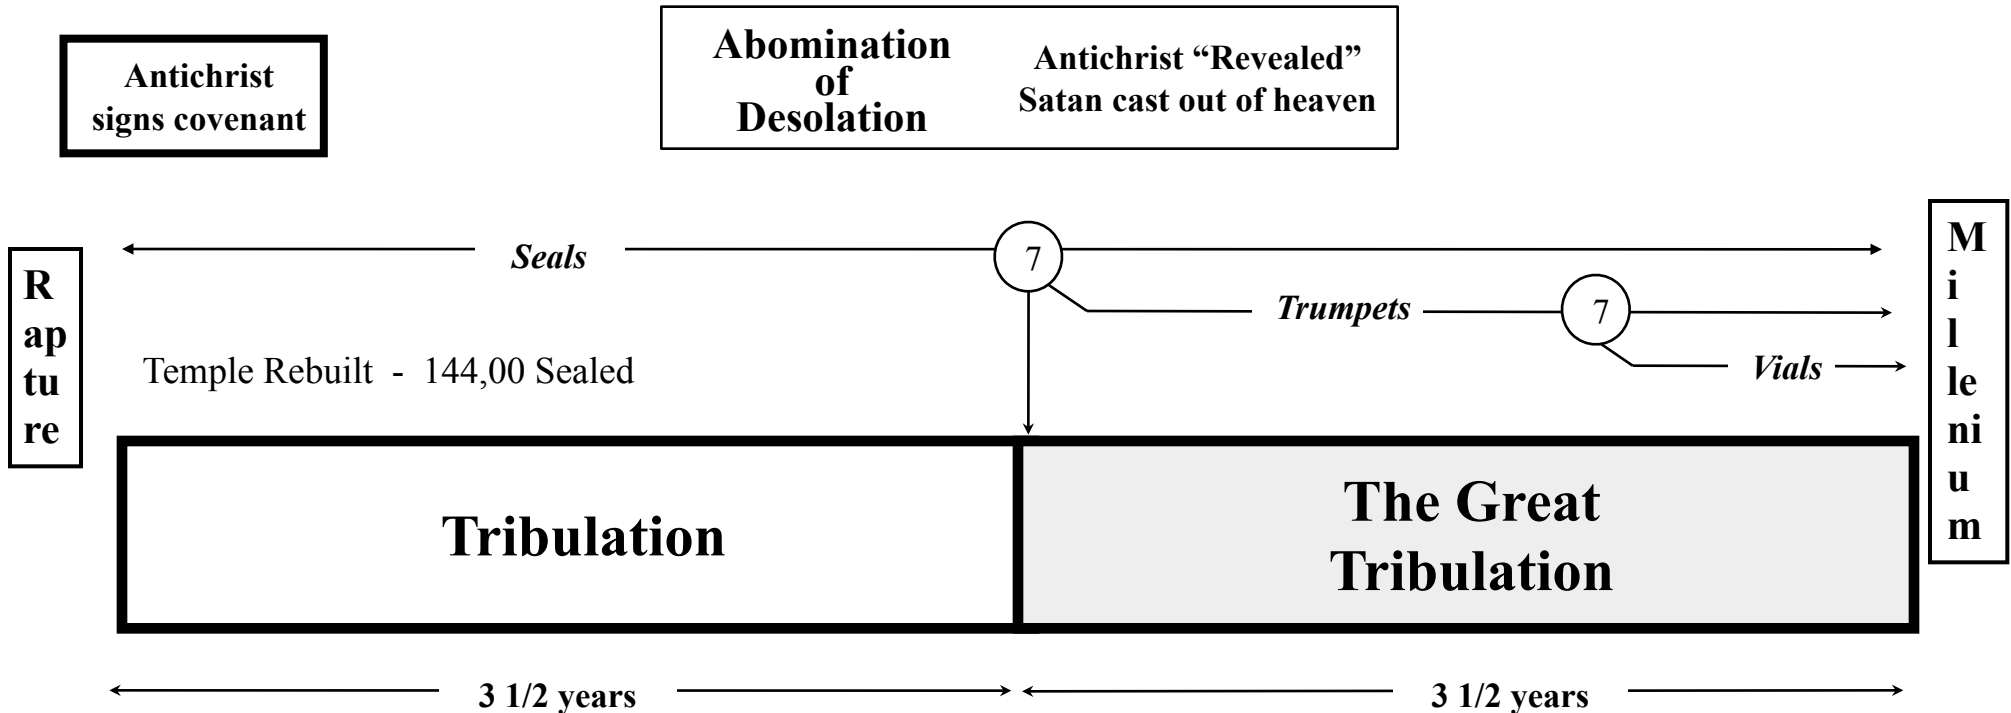 Antichrist
signs covenant
Abomination
of
Desolation
Antichrist “Revealed”
Satan cast out of heaven
R
ap
tu
re
Seals
7
Trumpets
7
Vials
Temple Rebuilt - 144,00 Sealed
M
i
l
le
ni
u
m
Tribulation
The Great
Tribulation
3 1/2 years
3 1/2 years